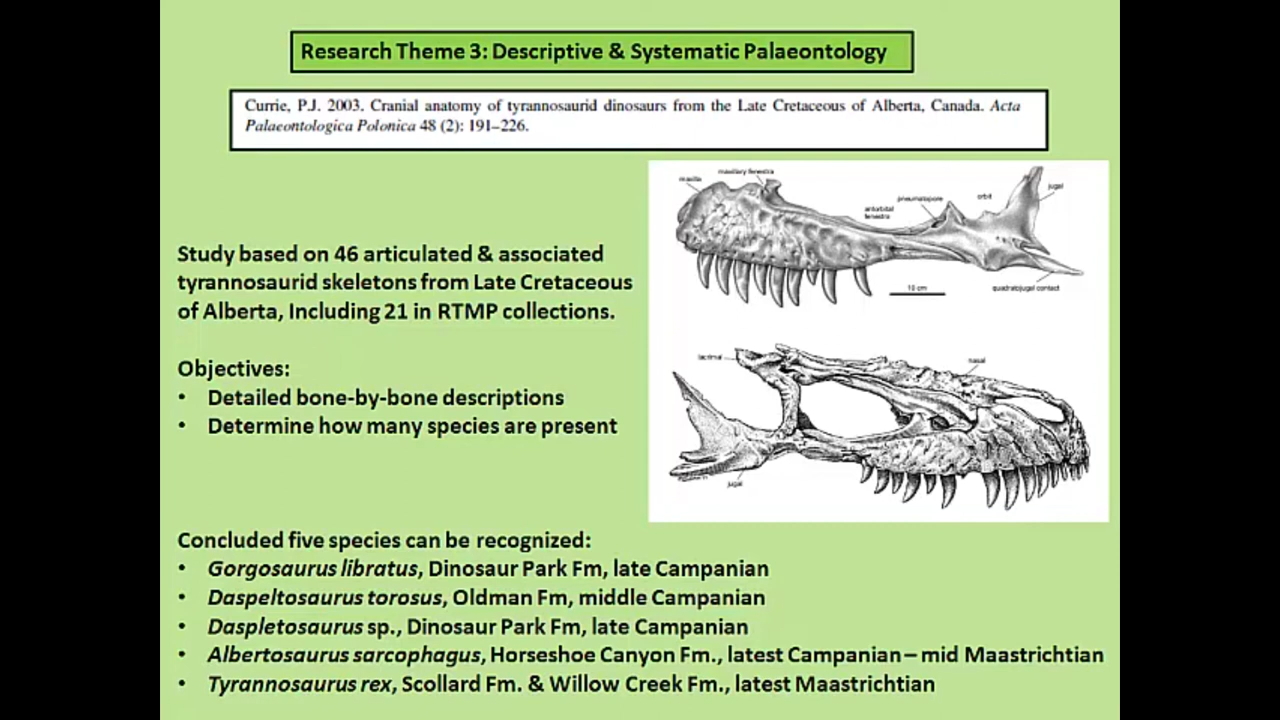 Research Theme 3: Descriptive & Systematic Palaeontology
Currie, P.J. 2003. Cranial anatomy of tyrannosaurid dinosaurs from the Late Cretaceous of Alberta, Canada. Acta
Palaeontologica Polonica 48 (2): 191–226.
maxilla
maxillary fenestra
antorbital
fenestra
pneumatopore
orbit
jugal
10 cm
quadratojugal contact
Study based on 46 articulated & associated
tyrannosaurid skeletons from Late Cretaceous
of Alberta, Including 21 in RTMP collections.
Objectives:
• Detailed bone-by-bone descriptions
• Determine how many species are present
lacrimal
nasal
jugal
Concluded five species can be recognized:
• Gorgosaurus libratus, Dinosaur Park Fm, late Campanian
• Daspeltosaurus torosus, Oldman Fm, middle Campanian
• Daspletosaurus sp., Dinosaur Park Fm, late Campanian
• Albertosaurus sarcophagus, Horseshoe Canyon Fm., latest Campanian – mid Maastrichtian
• Tyrannosaurus rex, Scollard Fm. & Willow Creek Fm., latest Maastrichtian